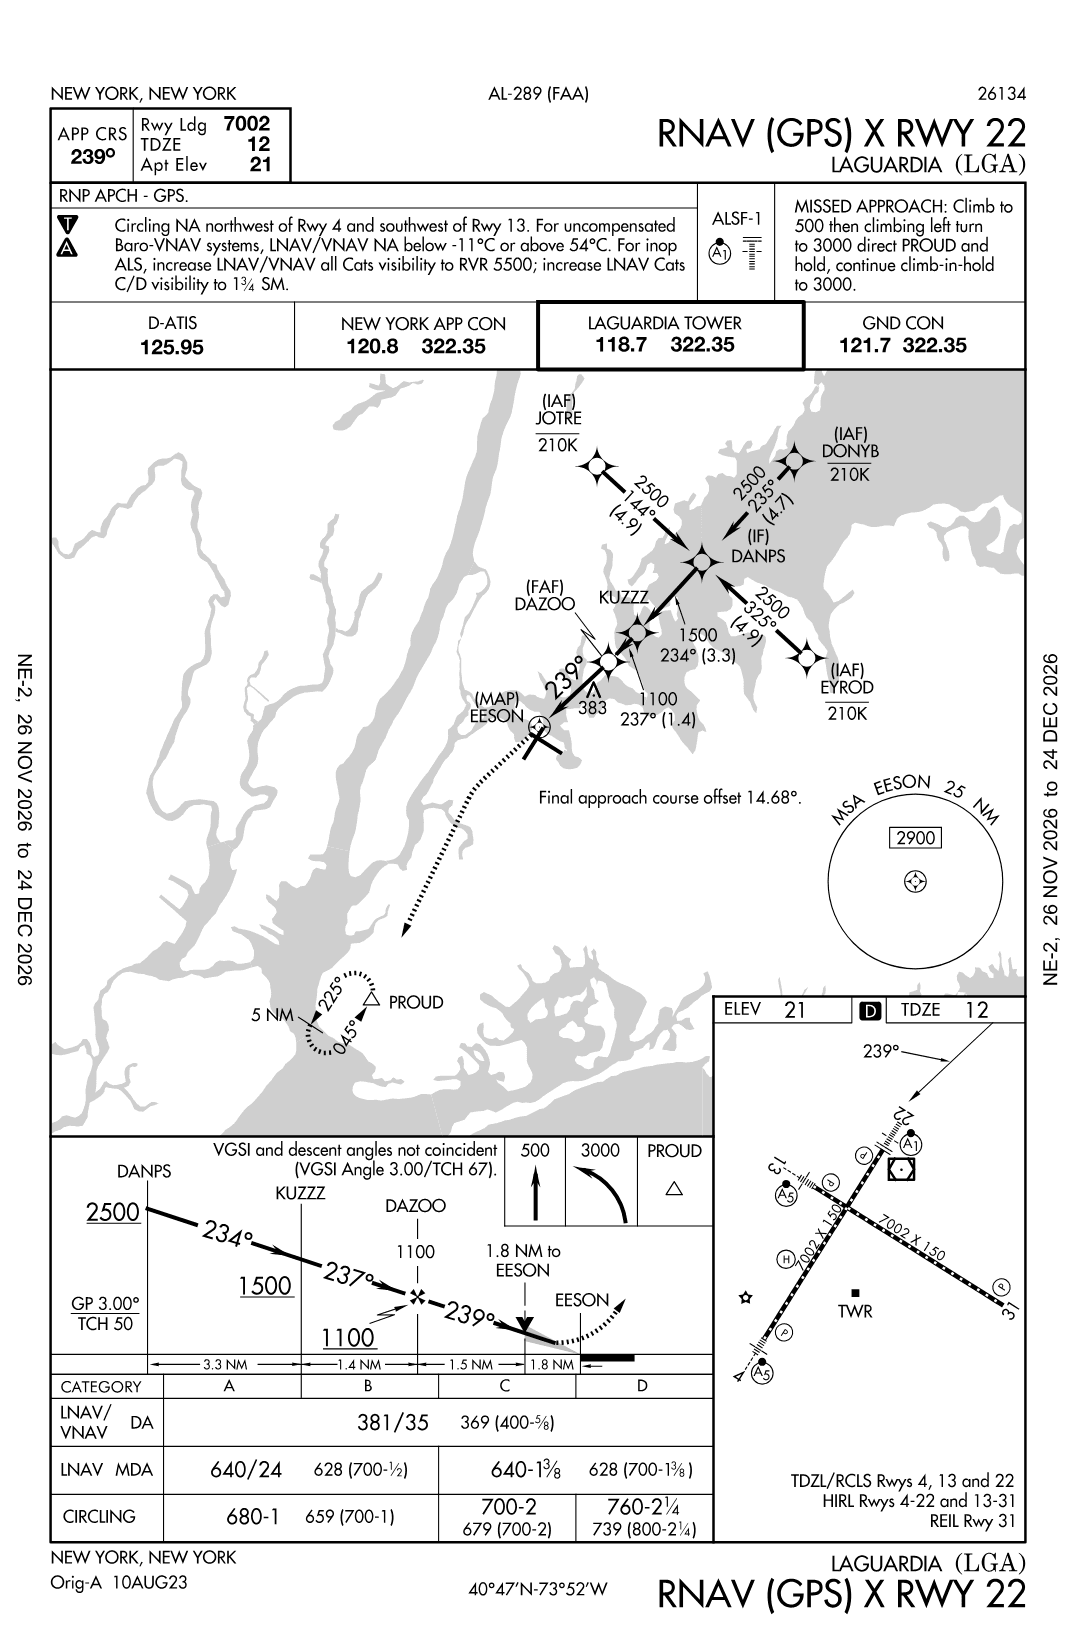 NEW YORK, NEW YORK
AL-289 (FAA)
26134
APP CRS
239°
Rwy Ldg 7002
TDZE 12
Apt Elev 21
RNAV (GPS) X RWY 22
LAGUARDIA (LGA)
RNP APCH - GPS.
T
A
Circling NA northwest of Rwy 4 and southwest of Rwy 13. For uncompensated
Baro-VNAV systems, LNAV/VNAV NA below -11°C or above 54°C. For inop
ALS, increase LNAV/VNAV all Cats visibility to RVR 5500; increase LNAV Cats
C/D visibility to 1¾ SM.
ALSF-1
A1
MISSED APPROACH: Climb to
500 then climbing left turn
to 3000 direct PROUD and
hold, continue climb-in-hold
to 3000.
D-ATIS
125.95
NEW YORK APP CON
120.8 322.35
LAGUARDIA TOWER
118.7 322.35
GND CON
121.7 322.35
(IAF)
JOTRE
210K
(IAF)
DONYB
210K
2500
144°
(4.9)
2500
235°
(4.7)
(IF)
DANPS
(FAF)
DAZOO
KUZZZ
2500
325°
(4.9)
1500
234° (3.3)
(IAF)
EYROD
210K
239°
383
1100
237° (1.4)
(MAP)
EESON
Final approach course offset 14.68°.
MSA EESON 25 NM
2900
225°
PROUD
5 NM
045°
NE-2, 26 NOV 2026 to 24 DEC 2026
NE-2, 26 NOV 2026 to 24 DEC 2026
ELEV 21
D
TDZE 12
239°
22
A1
P
13
P
A5
7002 X 150
7002 X 150
H
P
31
TWR
P
4
A5
TDZL/RCLS Rwys 4, 13 and 22
HIRL Rwys 4-22 and 13-31
REIL Rwy 31
VGSI and descent angles not coincident
(VGSI Angle 3.00/TCH 67).
500
3000
PROUD
DANPS
KUZZZ
DAZOO
2500
234°
1100
1.8 NM to
EESON
237°
1500
239°
EESON
GP 3.00°
TCH 50
1100
3.3 NM
1.4 NM
1.5 NM
1.8 NM
CATEGORY A B C D
LNAV/
VNAV DA 381/35 369 (400-⅝)
LNAV MDA 640/24 628 (700-½) 640-1⅜ 628 (700-1⅜)
CIRCLING 680-1 659 (700-1)
700-2
679 (700-2)
760-2¼
739 (800-2¼)
NEW YORK, NEW YORK
Orig-A 10AUG23
40°47'N-73°52'W
LAGUARDIA (LGA)
RNAV (GPS) X RWY 22